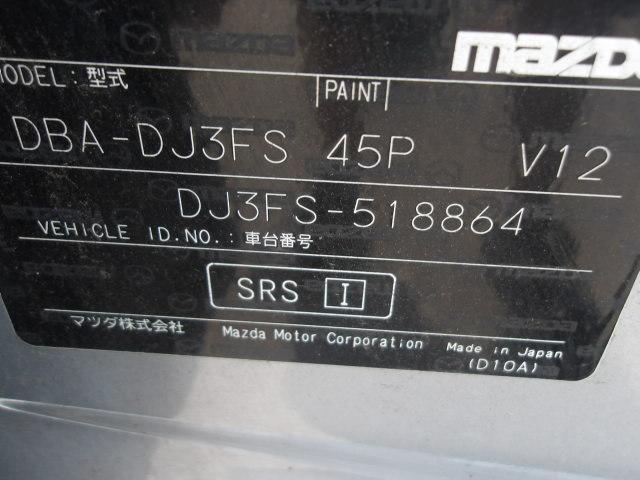 mazda
MODEL : 型式
PAINT
DBA-DJ3FS 45P V12
DJ3FS-518864
VEHICLE ID.NO. : 車台番号
SRS I
マツダ株式会社 Mazda Motor Corporation Made in Japan
(D10A)